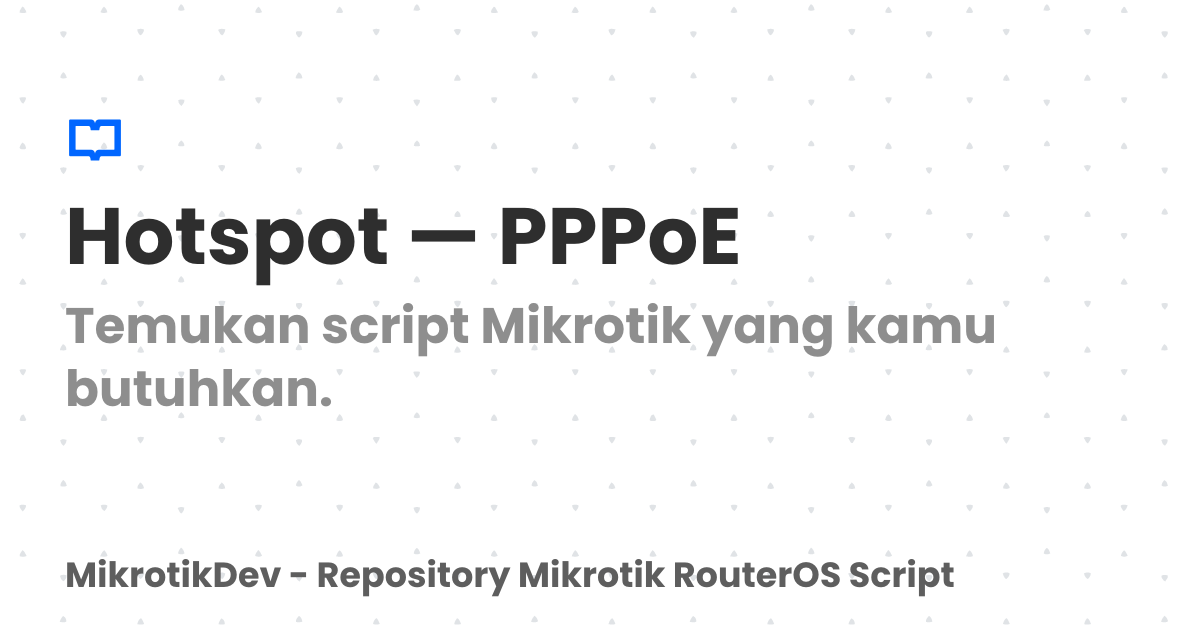 Hotspot — PPPoE
Temukan script Mikrotik yang kamu
butuhkan.
MikrotikDev - Repository Mikrotik RouterOS Script